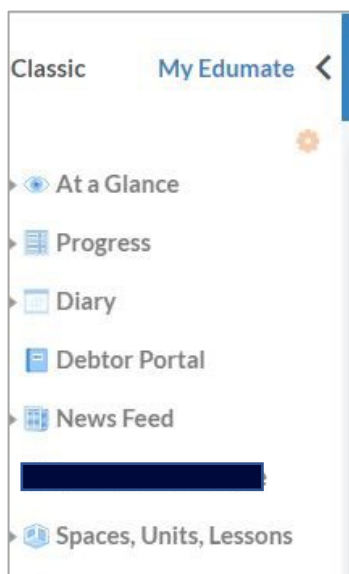 Classic My Edumate
At a Glance
Progress
Diary
Debtor Portal
News Feed
Spaces, Units, Lessons